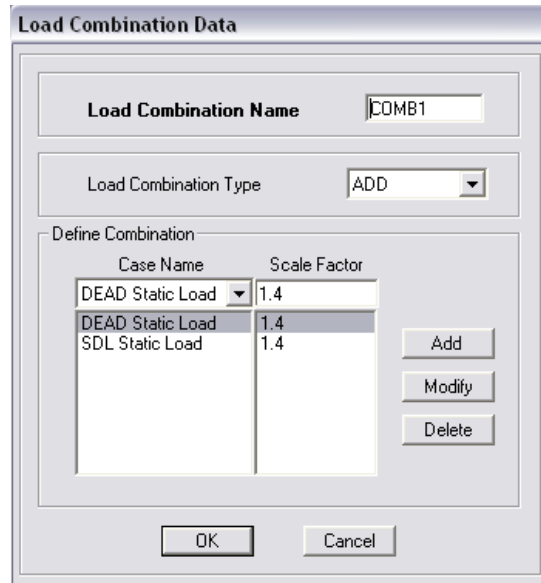 Load Combination Data
Load Combination Name COMB1
Load Combination Type ADD
Define Combination
Case Name Scale Factor
DEAD Static Load 1.4
DEAD Static Load 1.4
SDL Static Load 1.4
Add
Modify
Delete
OK Cancel